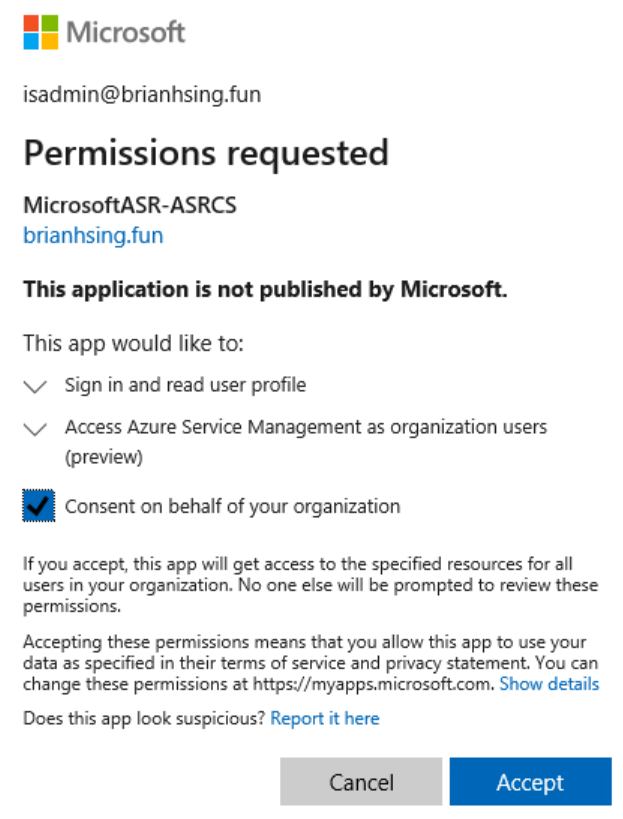 Microsoft
isadmin@brianhsing.fun
Permissions requested
MicrosoftASR-ASRCS
brianhsing.fun
This application is not published by Microsoft.
This app would like to:
Sign in and read user profile
Access Azure Service Management as organization users
(preview)
Consent on behalf of your organization
If you accept, this app will get access to the specified resources for all
users in your organization. No one else will be prompted to review these
permissions.
Accepting these permissions means that you allow this app to use your
data as specified in their terms of service and privacy statement. You can
change these permissions at https://myapps.microsoft.com. Show details
Does this app look suspicious? Report it here
Cancel Accept